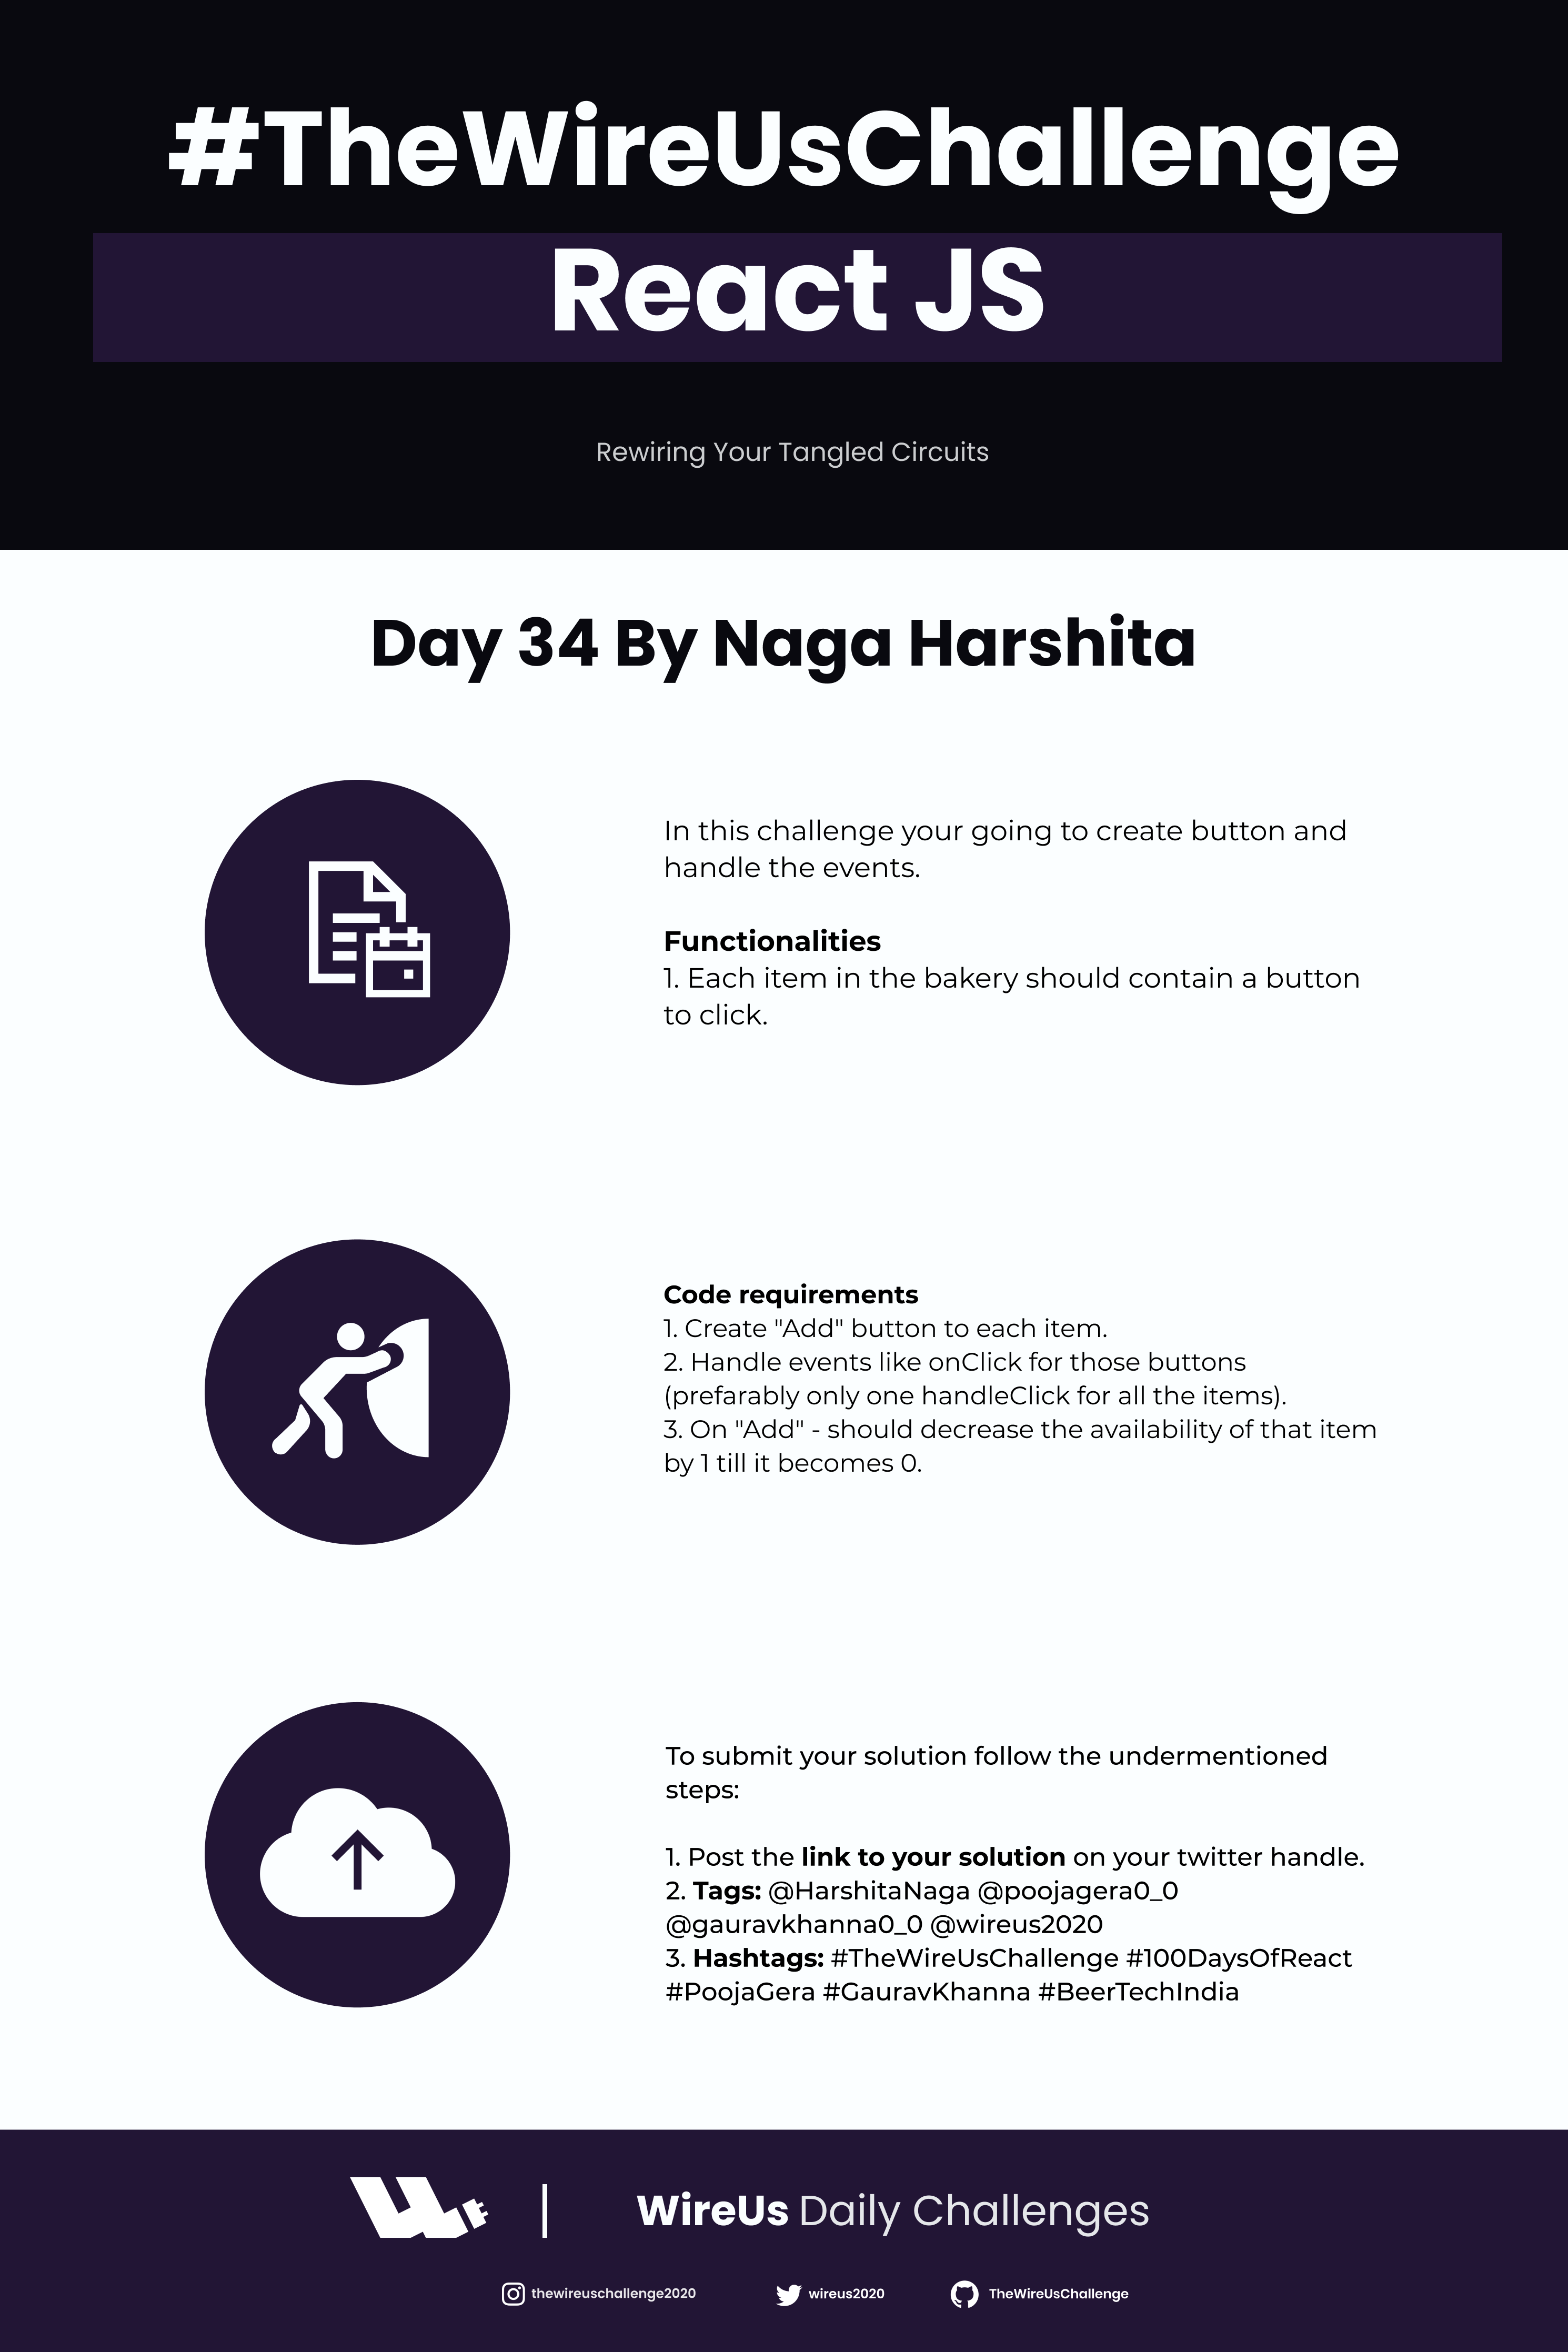 #TheWireUsChallenge
React JS
Rewiring Your Tangled Circuits
Day 34 By Naga Harshita
In this challenge your going to create button and
handle the events.
Functionalities
1. Each item in the bakery should contain a button
to click.
Code requirements
1. Create "Add" button to each item.
2. Handle events like onClick for those buttons
(prefarably only one handleClick for all the items).
3. On "Add" - should decrease the availability of that item
by 1 till it becomes 0.
To submit your solution follow the undermentioned
steps:
1. Post the link to your solution on your twitter handle.
2. Tags: @HarshitaNaga @poojagera0_0
@gauravkhanna0_0 @wireus2020
3. Hashtags: #TheWireUsChallenge #100DaysOfReact
#PoojaGera #GauravKhanna #BeerTechIndia
WireUs Daily Challenges
thewireuschallenge2020 wireus2020 TheWireUsChallenge